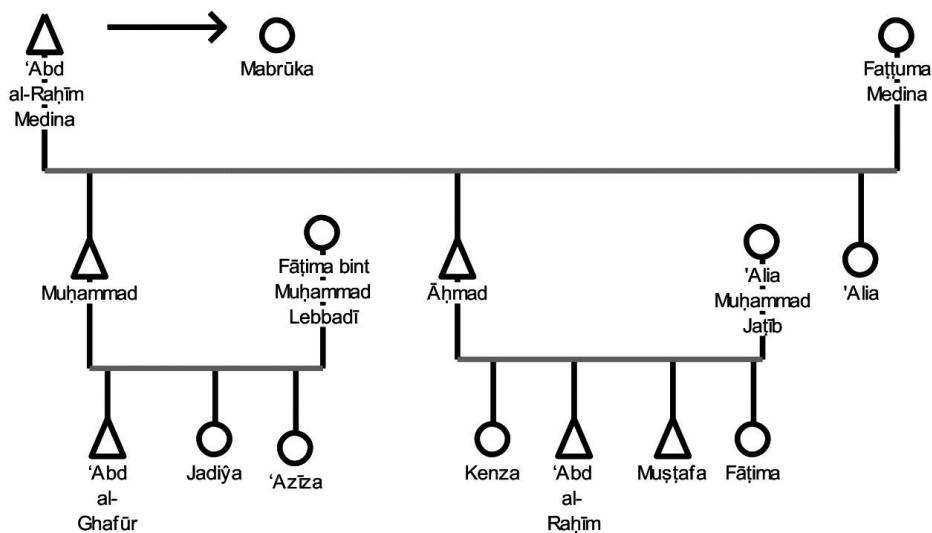 ‘Abd
al-Raḥīm
Medina
Mabrūka
Faṭṭuma
Medina
Muḥammad
Fāṭima bint
Muḥammad
Lebbadī
Āḥmad
'Alia
Muḥammad
Jaṭīb
'Alia
‘Abd
al-
Ghafūr
Jadiŷa
‘Azīza
Kenza
‘Abd
al-
Raḥīm
Muṣṭafa
Fāṭima